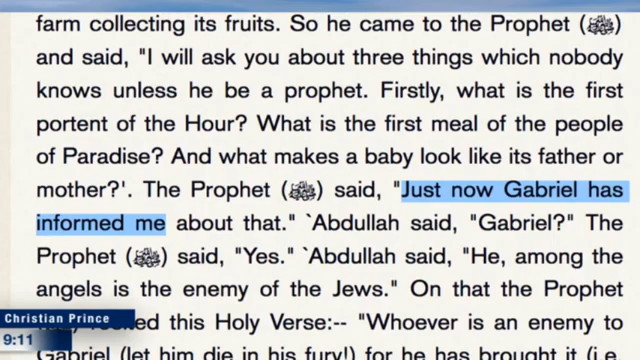 farm collecting its fruits. So he came to the Prophet (ﷺ)
and said, "I will ask you about three things which nobody
knows unless he be a prophet. Firstly, what is the first
portent of the Hour? What is the first meal of the people
of Paradise? And what makes a baby look like its father or
mother?'. The Prophet (ﷺ) said, "Just now Gabriel has
informed me about that." `Abdullah said, "Gabriel?" The
Prophet (ﷺ) said, "Yes." `Abdullah said, "He, among the
angels is the enemy of the Jews." On that the Prophet
this Holy Verse:-- "Whoever is an enemy to
Gabriel (let him die in his fury!) for he has brought it (i.e.
Christian Prince
9:11